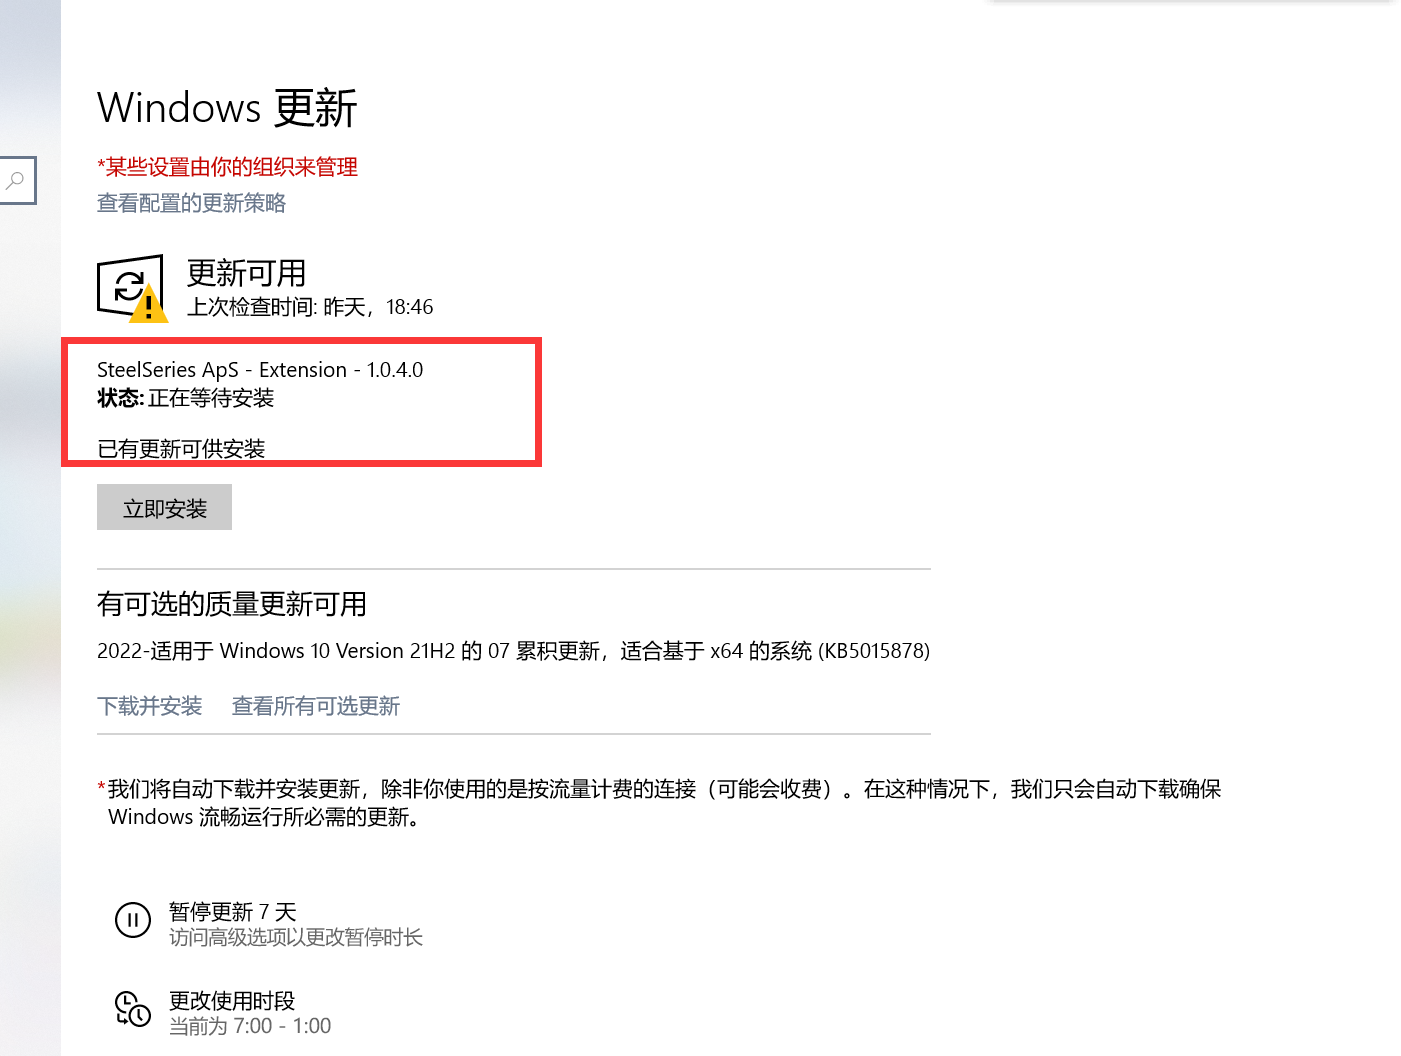 Windows 更新
*某些设置由你的组织来管理
查看配置的更新策略
更新可用
上次检查时间: 昨天，18:46
SteelSeries ApS - Extension - 1.0.4.0
状态: 正在等待安装
已有更新可供安装
立即安装
有可选的质量更新可用
2022-适用于 Windows 10 Version 21H2 的 07 累积更新，适合基于 x64 的系统 (KB5015878)
下载并安装 查看所有可选更新
*我们将自动下载并安装更新，除非你使用的是按流量计费的连接（可能会收费）。在这种情况下，我们只会自动下载确保
Windows 流畅运行所必需的更新。
暂停更新 7 天
访问高级选项以更改暂停时长
更改使用时段
当前为 7:00 - 1:00